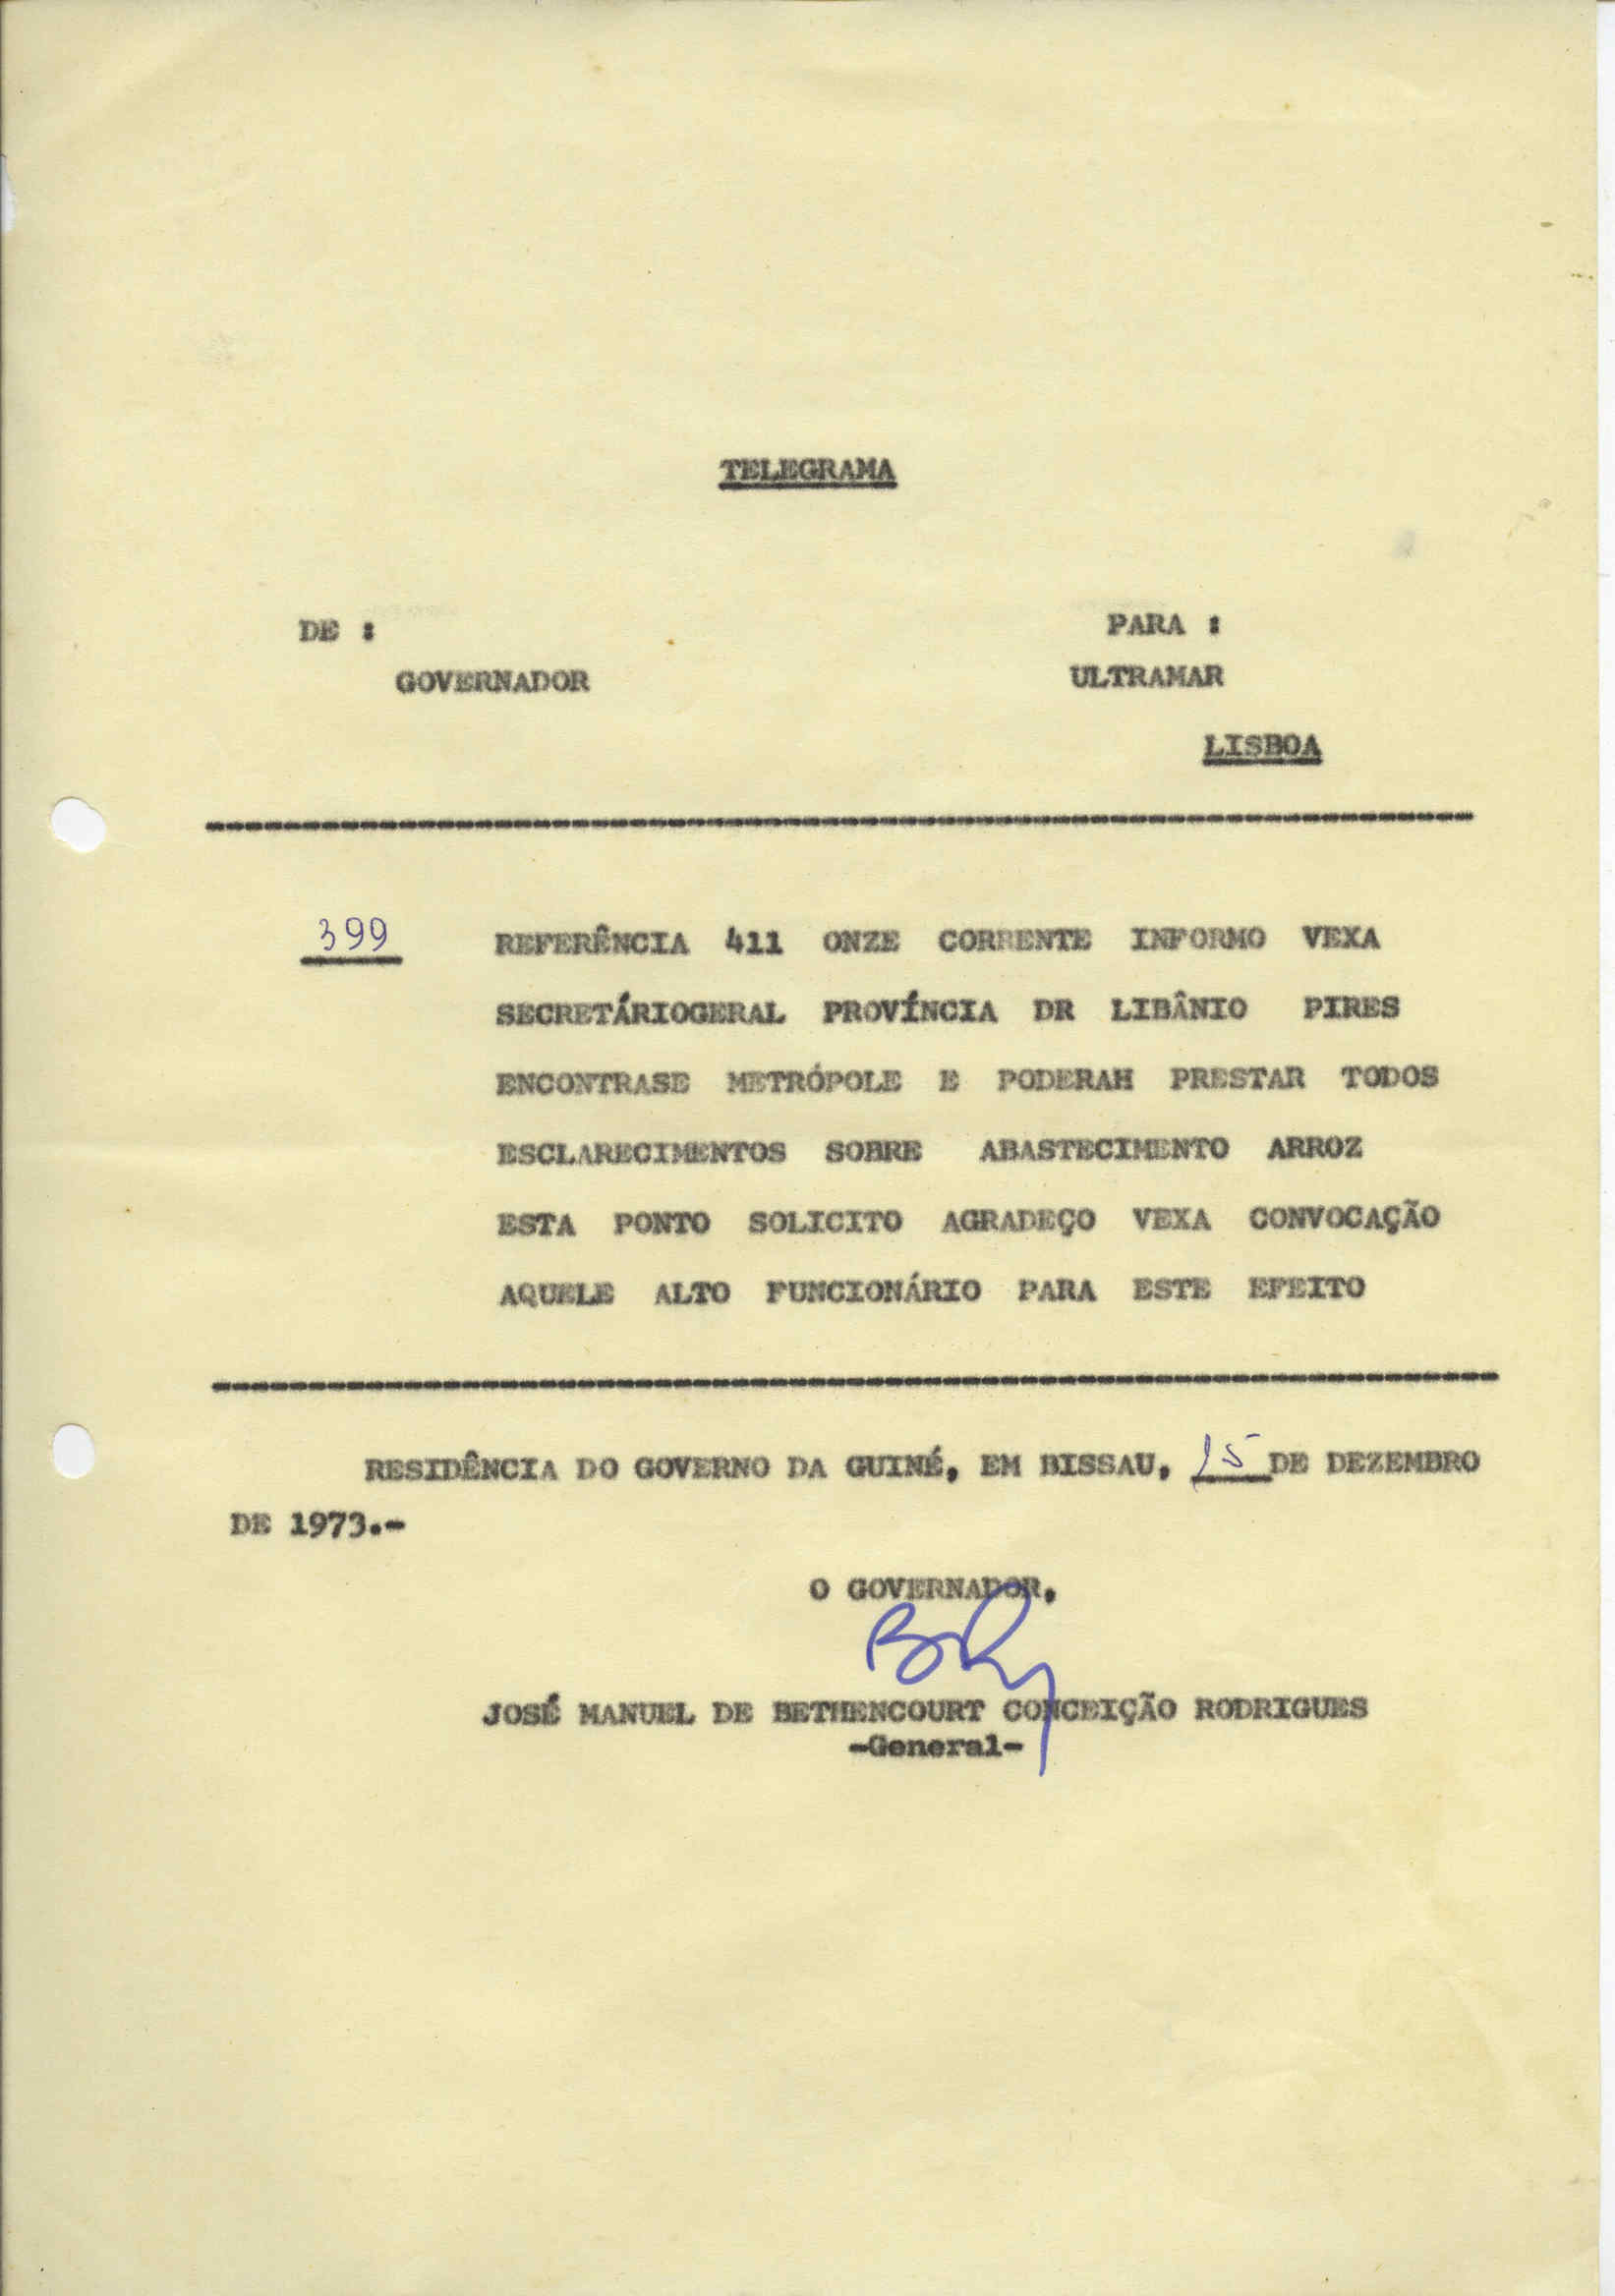 TELEGRAMA
DE :
GOVERNADOR
PARA :
ULTRAMAR
LISBOA
399
REFERÊNCIA 411 ONZE CORRENTE INFORMO VEXA
SECRETÁRIOGERAL PROVÍNCIA DR LIBÂNIO PIRES
ENCONTRASE METRÓPOLE E PODERAH PRESTAR TODOS
ESCLARECIMENTOS SOBRE ABASTECIMENTO ARROZ
ESTA PONTO SOLICITO AGRADEÇO VEXA CONVOCAÇÃO
AQUELE ALTO FUNCIONÁRIO PARA ESTE EFEITO
RESIDÊNCIA DO GOVERNO DA GUINÉ, EM BISSAU, 15 DE DEZEMBRO
DE 1973.-
O GOVERNADOR,
JOSÉ MANUEL DE BETHENCOURT CONCEIÇÃO RODRIGUES
-General-